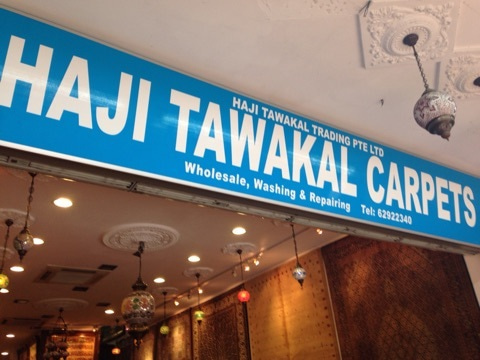 HAJI TAWAKAL TRADING PTE LTD
HAJI TAWAKAL CARPETS
Wholesale, Washing & Repairing Tel: 62922340